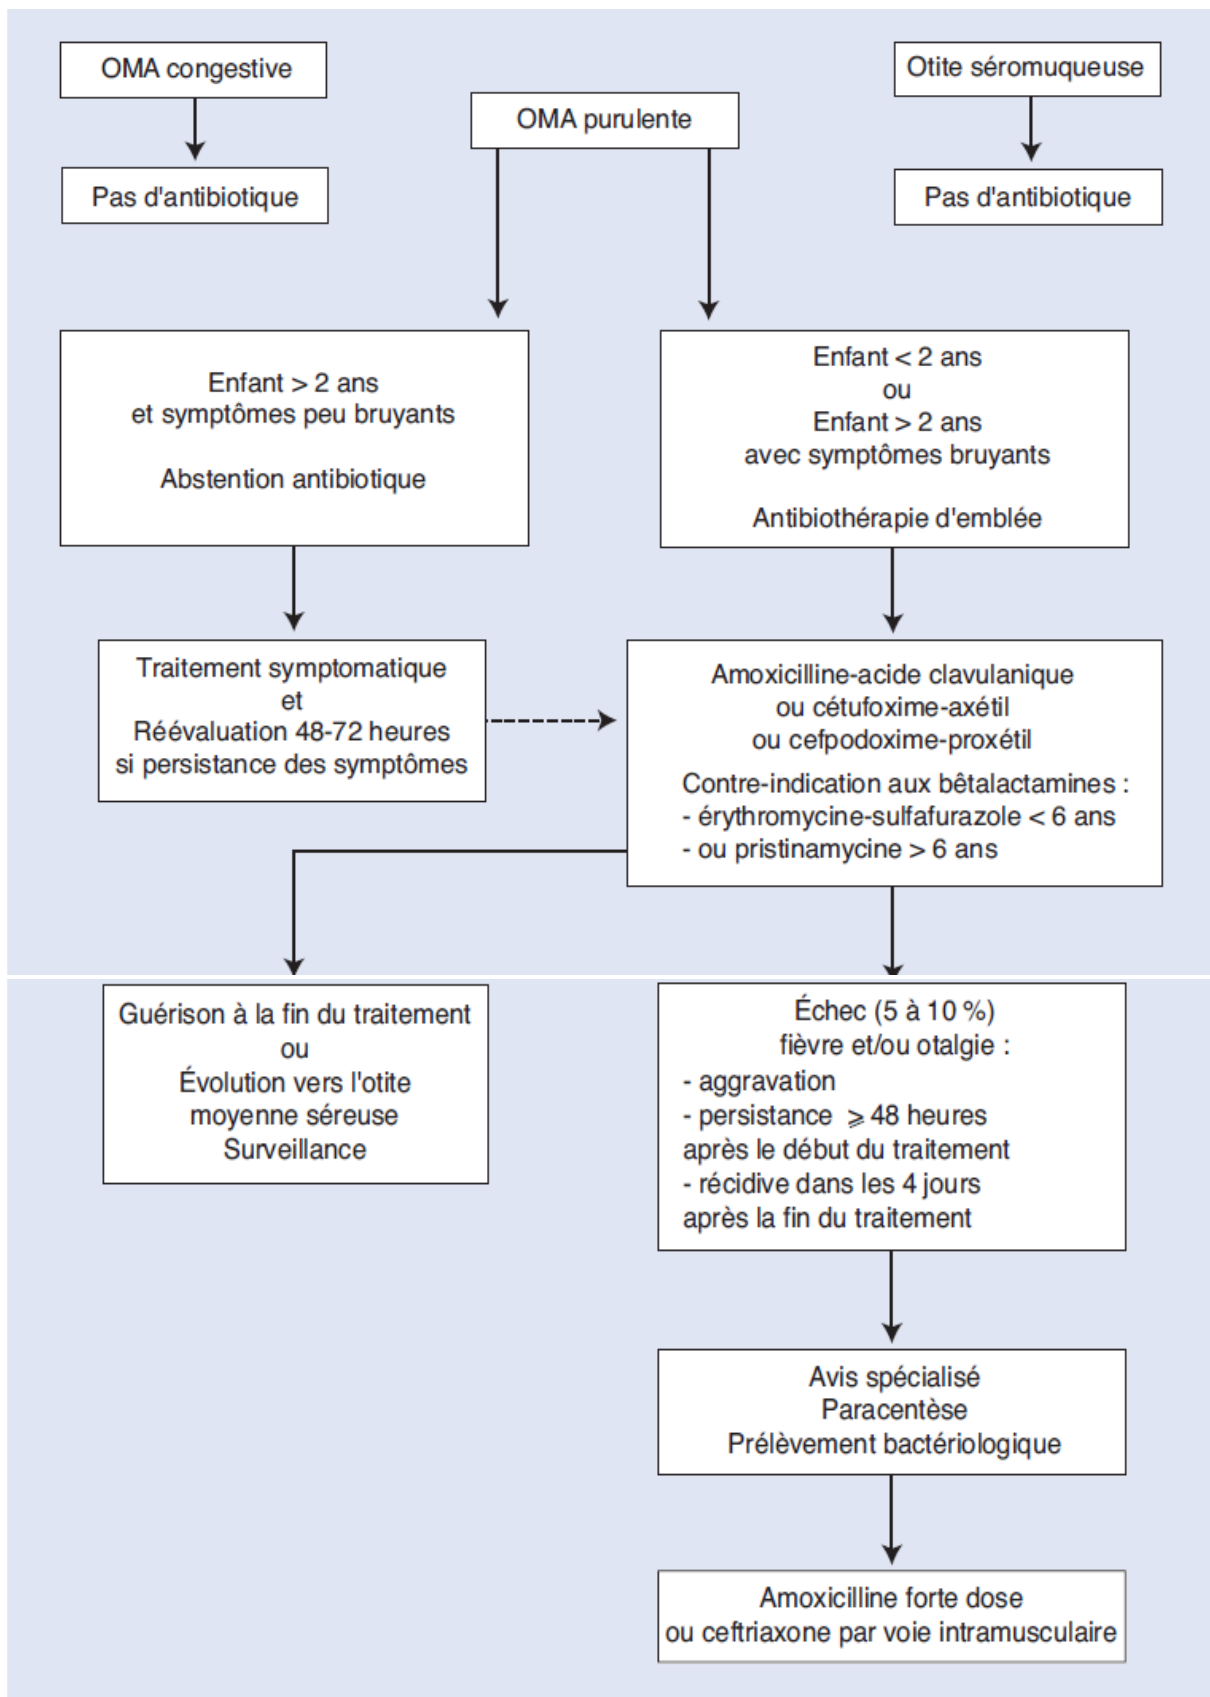 OMA congestive
Otite séromuqueuse
OMA purulente
Pas d'antibiotique
Pas d'antibiotique
Enfant > 2 ans
et symptômes peu bruyants
Abstention antibiotique
Enfant < 2 ans
ou
Enfant > 2 ans
avec symptômes bruyants
Antibiothérapie d'emblée
Traitement symptomatique
et
Réévaluation 48-72 heures
si persistance des symptômes
Amoxicilline-acide clavulanique
ou cétufoxime-axétil
ou cefpodoxime-proxétil
Contre-indication aux bêtalactamines :
- érythromycine-sulfafurazole < 6 ans
- ou pristinamycine > 6 ans
Guérison à la fin du traitement
ou
Évolution vers l'otite
moyenne séreuse
Surveillance
Échec (5 à 10 %)
fièvre et/ou otalgie :
- aggravation
- persistance ⩾ 48 heures
après le début du traitement
- récidive dans les 4 jours
après la fin du traitement
Avis spécialisé
Paracentèse
Prélèvement bactériologique
Amoxicilline forte dose
ou ceftriaxone par voie intramusculaire